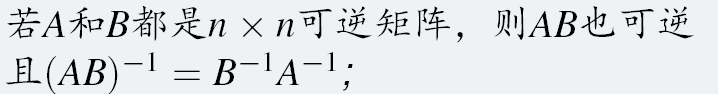 若A和B都是n × n可逆矩阵，则AB也可逆
且(AB)⁻¹ = B⁻¹A⁻¹;